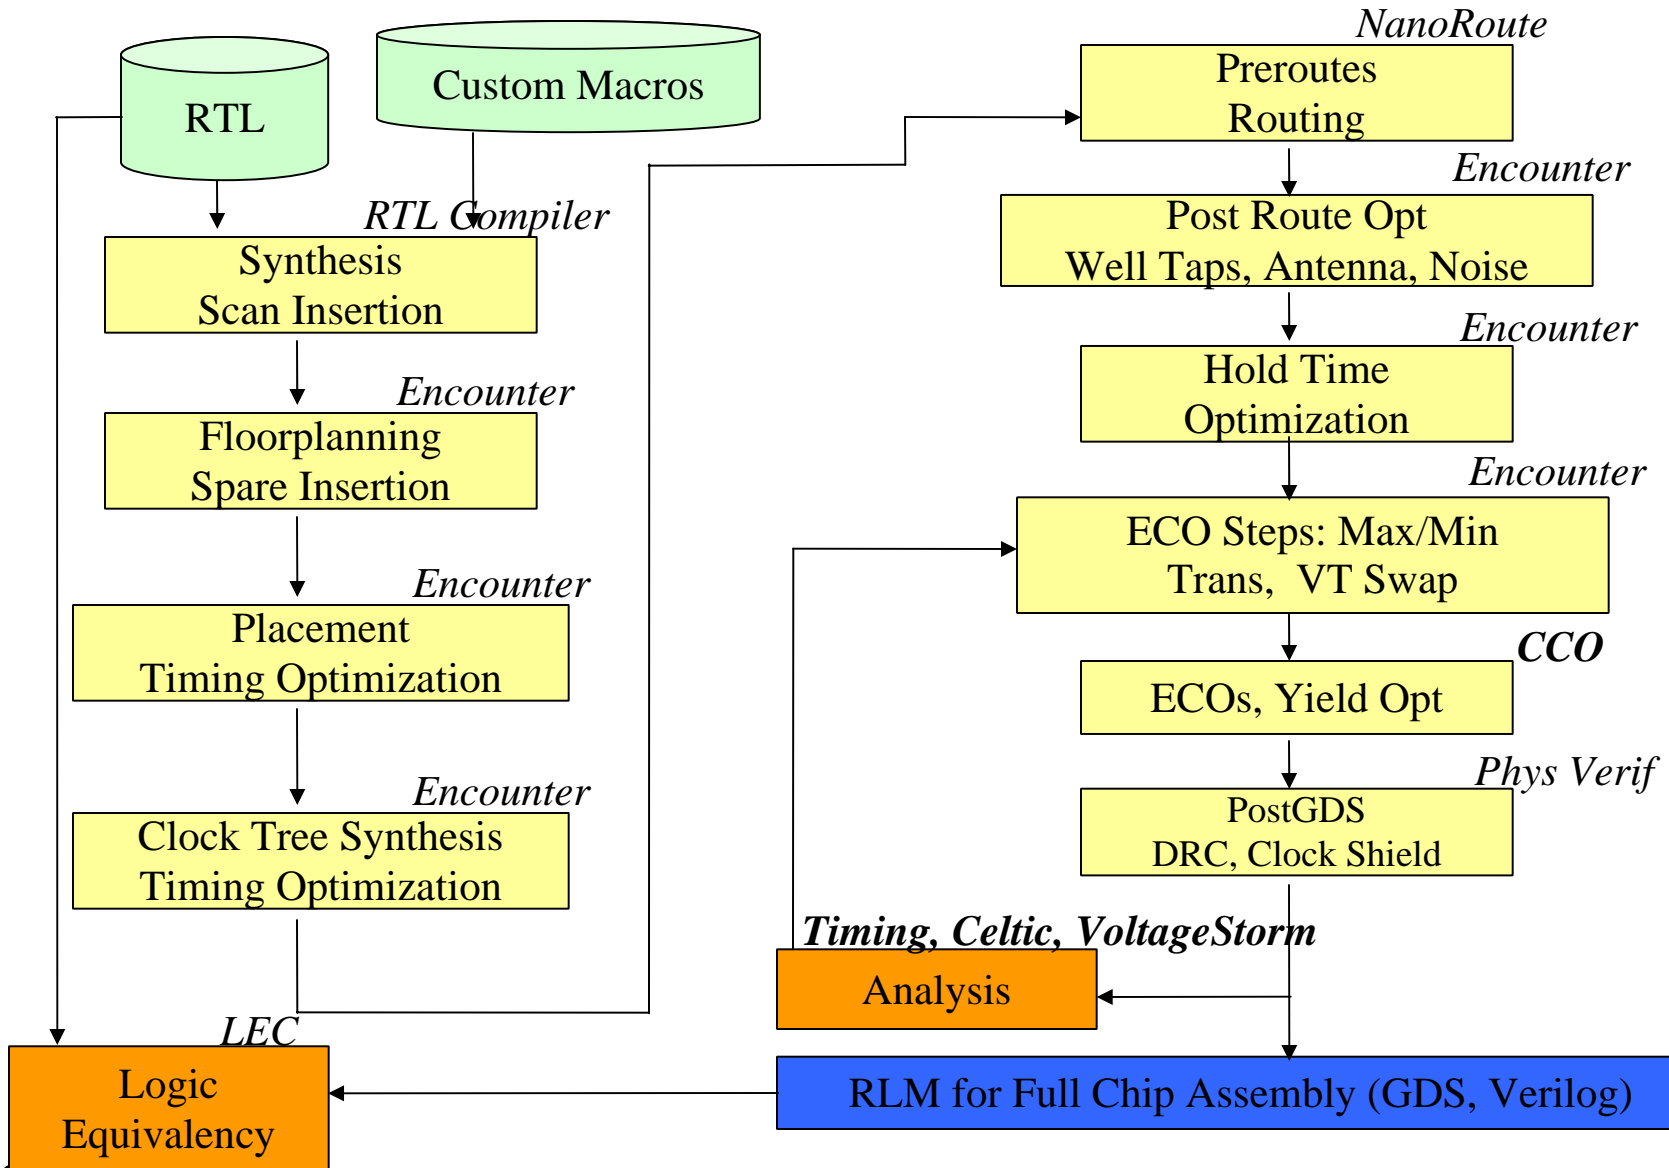 RTL
Custom Macros
RTL Compiler
Synthesis
Scan Insertion
Encounter
Floorplanning
Spare Insertion
Encounter
Placement
Timing Optimization
Encounter
Clock Tree Synthesis
Timing Optimization
LEC
Logic
Equivalency
NanoRoute
Preroutes
Routing
Encounter
Post Route Opt
Well Taps, Antenna, Noise
Encounter
Hold Time
Optimization
Encounter
ECO Steps: Max/Min
Trans, VT Swap
CCO
ECOs, Yield Opt
Phys Verif
PostGDS
DRC, Clock Shield
Timing, Celtic, VoltageStorm
Analysis
RLM for Full Chip Assembly (GDS, Verilog)